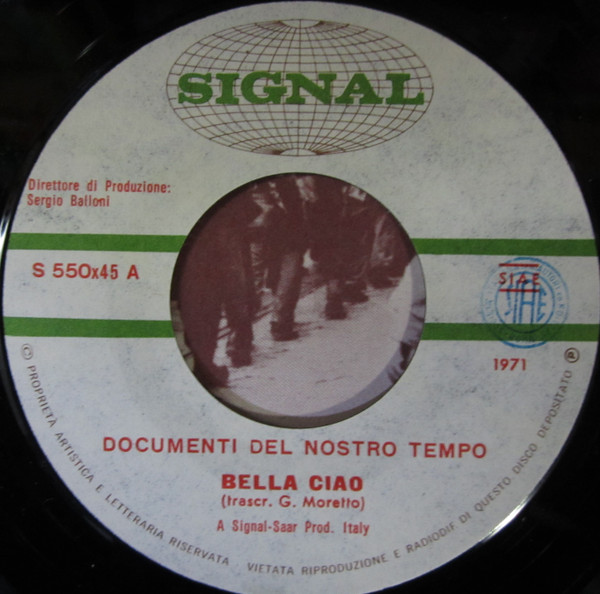 SIGNAL
Direttore di Produzione:
Sergio Balloni
S 550x45 A
SIAE
1971
DOCUMENTI DEL NOSTRO TEMPO
BELLA CIAO
(trascr. G. Moretto)
A Signal-Saar Prod. Italy
© PROPRIETÀ ARTISTICA E LETTERARIA RISERVATA VIETATA RIPRODUZIONE E RADIODIF DI QUESTO DISCO DEPOSITATO ℗